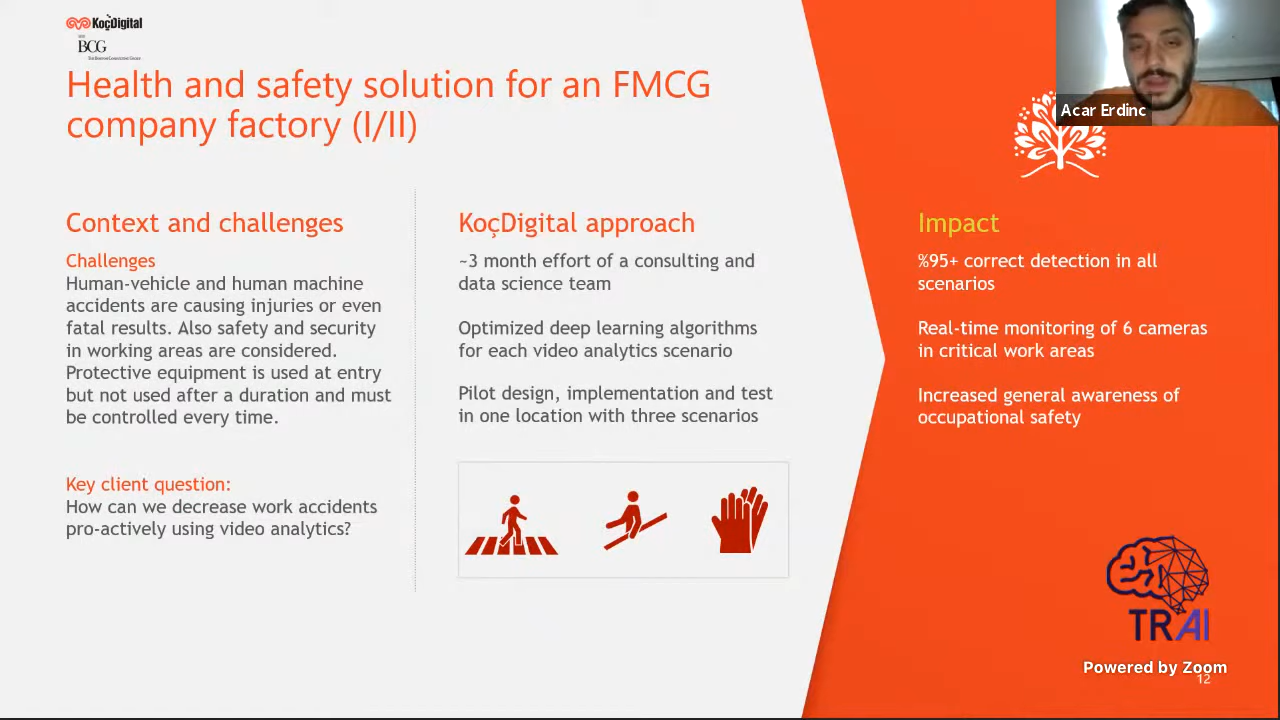 KoçDigital
BCG
Health and safety solution for an FMCG
company factory (I/II)
Acar Erdinc
Context and challenges
Challenges
Human-vehicle and human machine
accidents are causing injuries or even
fatal results. Also safety and security
in working areas are considered.
Protective equipment is used at entry
but not used after a duration and must
be controlled every time.
Key client question:
How can we decrease work accidents
pro-actively using video analytics?
KoçDigital approach
~3 month effort of a consulting and
data science team
Optimized deep learning algorithms
for each video analytics scenario
Pilot design, implementation and test
in one location with three scenarios
Impact
%95+ correct detection in all
scenarios
Real-time monitoring of 6 cameras
in critical work areas
Increased general awareness of
occupational safety
TRAI
Powered by Zoom
12